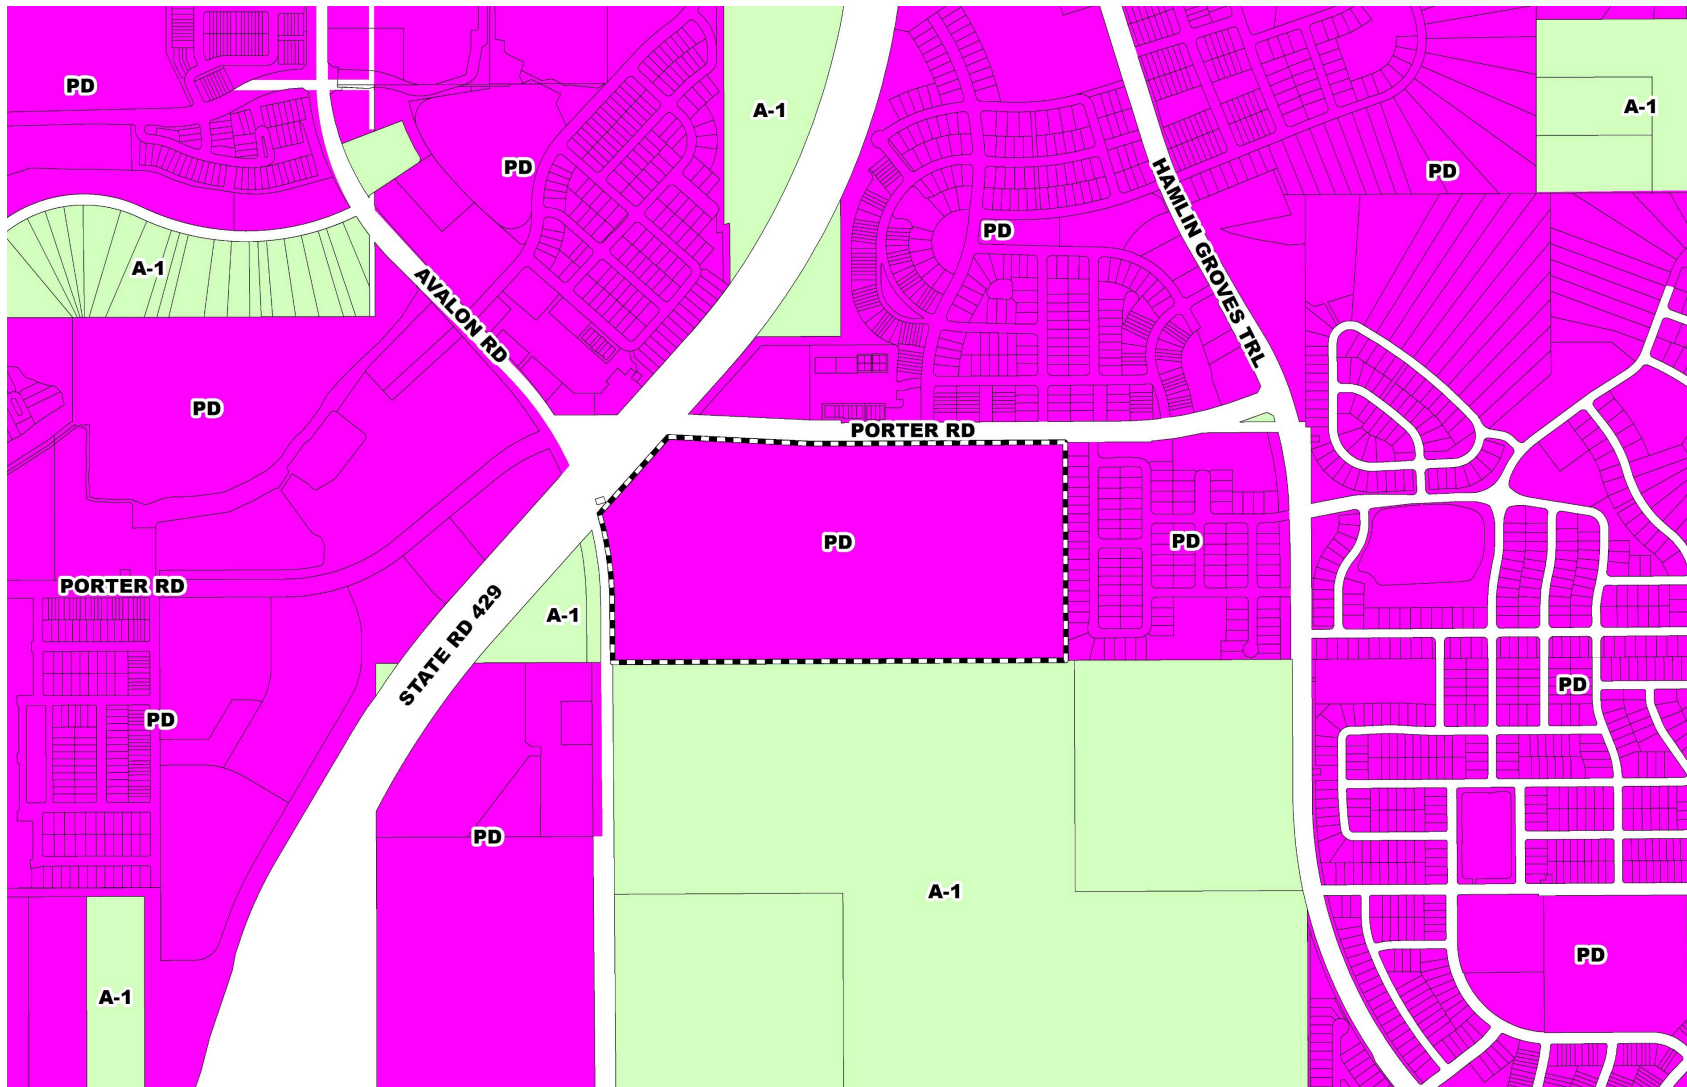 PD
A-1
A-1
PD
PD
HAMLIN GROVES TRL
PD
A-1
AVALON RD
PD
PORTER RD
PD
PD
PORTER RD
A-1
STATE RD 429
PD
PD
PD
A-1
PD
A-1